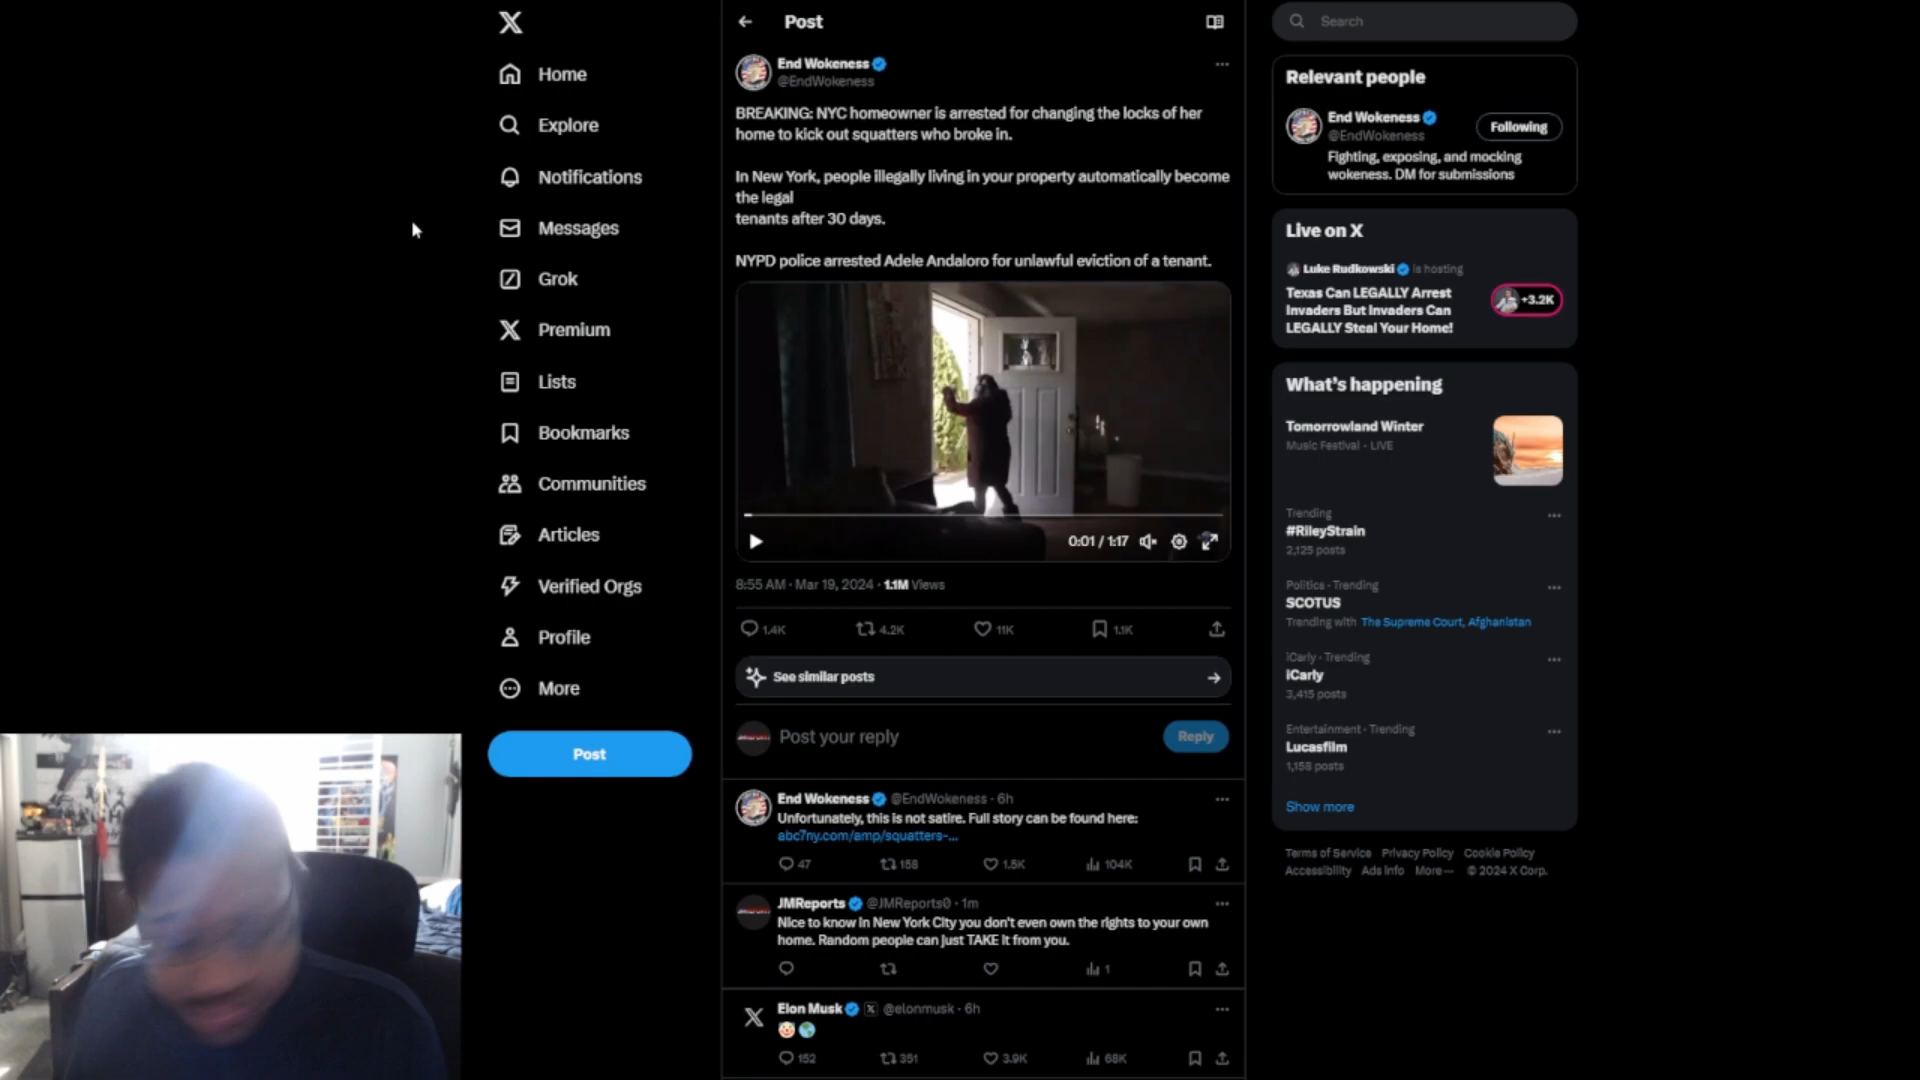 Home
Explore
Notifications
Messages
Grok
Premium
Lists
Bookmarks
Communities
Articles
Verified Orgs
Profile
More
Post
Post
End Wokeness
@EndWokeness
BREAKING: NYC homeowner is arrested for changing the locks of her
home to kick out squatters who broke in.
In New York, people illegally living in your property automatically become
the legal
tenants after 30 days.
NYPD police arrested Adele Andaloro for unlawful eviction of a tenant.
0:01 / 1:17
8:55 AM · Mar 19, 2024 · 1.1M Views
1.4K 4.2K 11K 1.1K
See similar posts
Post your reply
Reply
End Wokeness @EndWokeness · 6h
Unfortunately, this is not satire. Full story can be found here:
abc7ny.com/amp/squatters-...
47 158 1.5K 104K
JMReports @JMReports0 · 1m
Nice to know in New York City you don't even own the rights to your own
home. Random people can just TAKE it from you.
1
Elon Musk @elonmusk · 6h
152 351 3.9K 68K
Search
Relevant people
End Wokeness
@EndWokeness
Following
Fighting, exposing, and mocking
wokeness. DM for submissions
Live on X
Luke Rudkowski is hosting
Texas Can LEGALLY Arrest
Invaders But Invaders Can
LEGALLY Steal Your Home!
+3.2K
What's happening
Tomorrowland Winter
Music Festival · LIVE
Trending
#RileyStrain
2,125 posts
Politics · Trending
SCOTUS
Trending with The Supreme Court, Afghanistan
iCarly · Trending
iCarly
3,415 posts
Entertainment · Trending
Lucasfilm
1,158 posts
Show more
Terms of Service Privacy Policy Cookie Policy
Accessibility Ads info More ··· © 2024 X Corp.